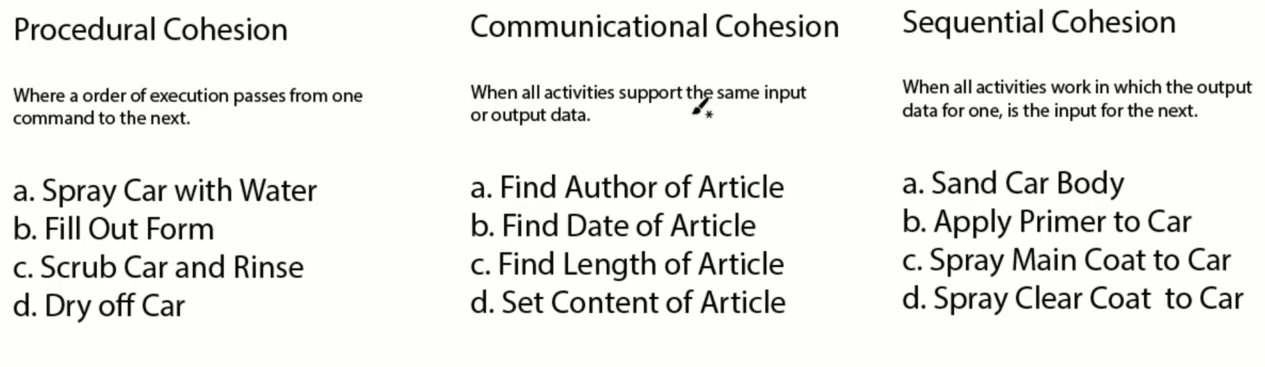 Procedural Cohesion
Where a order of execution passes from one
command to the next.
a. Spray Car with Water
b. Fill Out Form
c. Scrub Car and Rinse
d. Dry off Car
Communicational Cohesion
When all activities support the same input
or output data.
a. Find Author of Article
b. Find Date of Article
c. Find Length of Article
d. Set Content of Article
Sequential Cohesion
When all activities work in which the output
data for one, is the input for the next.
a. Sand Car Body
b. Apply Primer to Car
c. Spray Main Coat to Car
d. Spray Clear Coat to Car